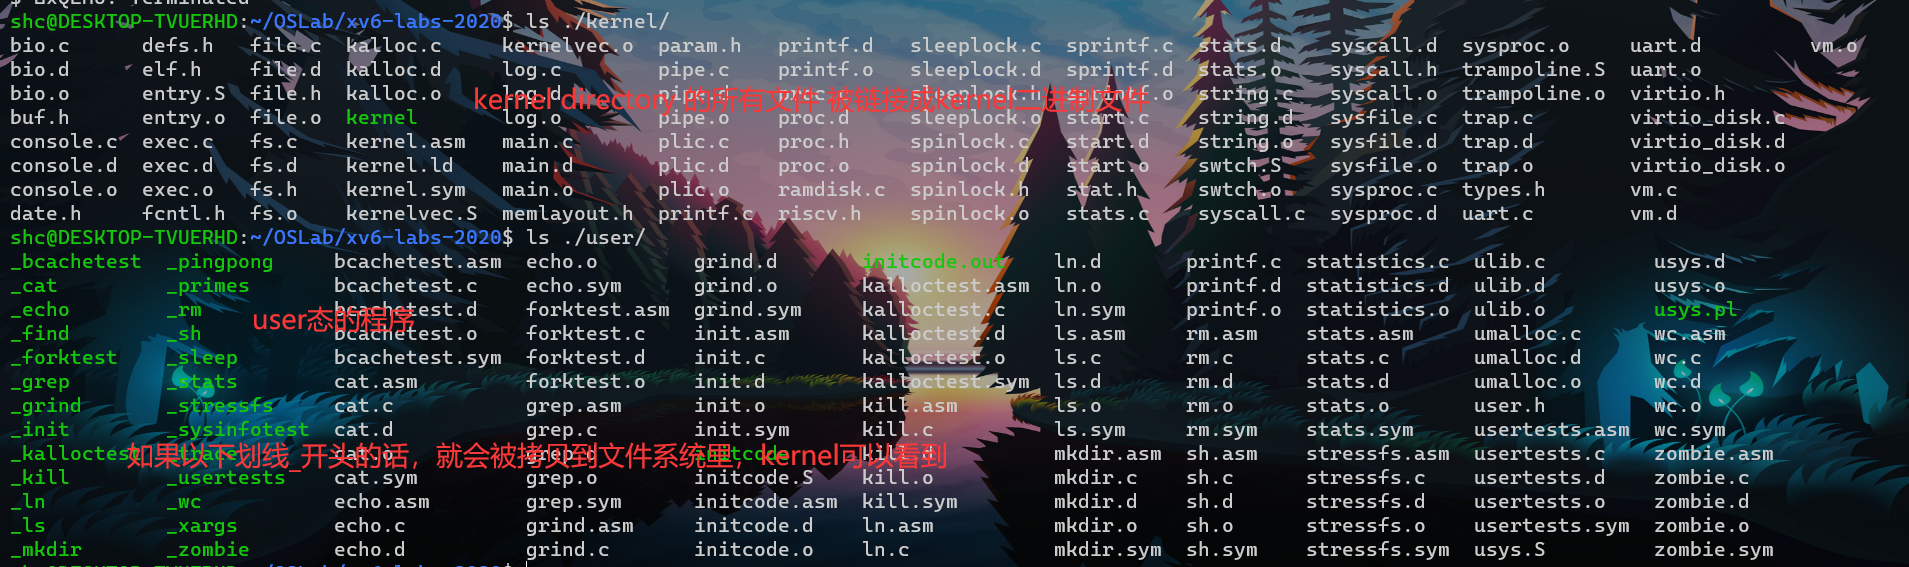 $ QEMU: Terminated
shc@DESKTOP-TVUERHD:~/OSLab/xv6-labs-2020$ ls ./kernel/
bio.c defs.h file.c kalloc.c kernelvec.o param.h printf.d sleeplock.c sprintf.c stats.d syscall.d sysproc.o uart.d vm.o
bio.d elf.h file.d kalloc.d log.c pipe.c printf.o sleeplock.d sprintf.d stats.o syscall.h trampoline.S uart.o
bio.o entry.S file.h kalloc.o log.d string.c syscall.o trampoline.o virtio.h
kernel directory 的所有文件 被链接成kernel二进制文件
buf.h entry.o file.o kernel log.o pipe.o proc.d sleeplock.o start.c string.d sysfile.c trap.c virtio_disk.c
console.c exec.c fs.c kernel.asm main.c plic.c proc.h spinlock.c start.d string.o sysfile.d trap.d virtio_disk.d
console.d exec.d fs.d kernel.ld main.d plic.d proc.o spinlock.d start.o swtch.S sysfile.o trap.o virtio_disk.o
console.o exec.o fs.h kernel.sym main.o plic.o ramdisk.c spinlock.h stat.h swtch.o sysproc.c types.h vm.c
date.h fcntl.h fs.o kernelvec.S memlayout.h printf.c riscv.h spinlock.o stats.c syscall.c sysproc.d uart.c vm.d
shc@DESKTOP-TVUERHD:~/OSLab/xv6-labs-2020$ ls ./user/
_bcachetest _pingpong bcachetest.asm echo.o grind.d initcode.out ln.d printf.c statistics.c ulib.c usys.d
_cat _primes bcachetest.c echo.sym grind.o kalloctest.asm ln.o printf.d statistics.d ulib.d usys.o
_echo _rm bcachetest.d forktest.asm grind.sym kalloctest.c ln.sym printf.o statistics.o ulib.o usys.pl
user态的程序
_find _sh bcachetest.o forktest.c init.asm kalloctest.d ls.asm rm.asm stats.asm umalloc.c wc.asm
_forktest _sleep bcachetest.sym forktest.d init.c kalloctest.o ls.c rm.c stats.c umalloc.d wc.c
_grep _stats cat.asm forktest.o init.d kalloctest.sym ls.d rm.d stats.d umalloc.o wc.d
_grind _stressfs cat.c grep.asm init.o kill.asm ls.o rm.o stats.o user.h wc.o
_init _sysinfotest cat.d grep.c init.sym kill.c ls.sym rm.sym stats.sym usertests.asm wc.sym
_kalloctest initcode mkdir.asm sh.asm stressfs.asm usertests.c zombie.asm
如果以下划线_开头的话，就会被拷贝到文件系统里，kernel可以看到
_kill _usertests cat.sym grep.o initcode.S kill.o mkdir.c sh.c stressfs.c usertests.d zombie.c
_ln _wc echo.asm grep.sym initcode.asm kill.sym mkdir.d sh.d stressfs.d usertests.o zombie.d
_ls _xargs echo.c grind.asm initcode.d ln.asm mkdir.o sh.o stressfs.o usertests.sym zombie.o
_mkdir _zombie echo.d grind.c initcode.o ln.c mkdir.sym sh.sym stressfs.sym usys.S zombie.sym